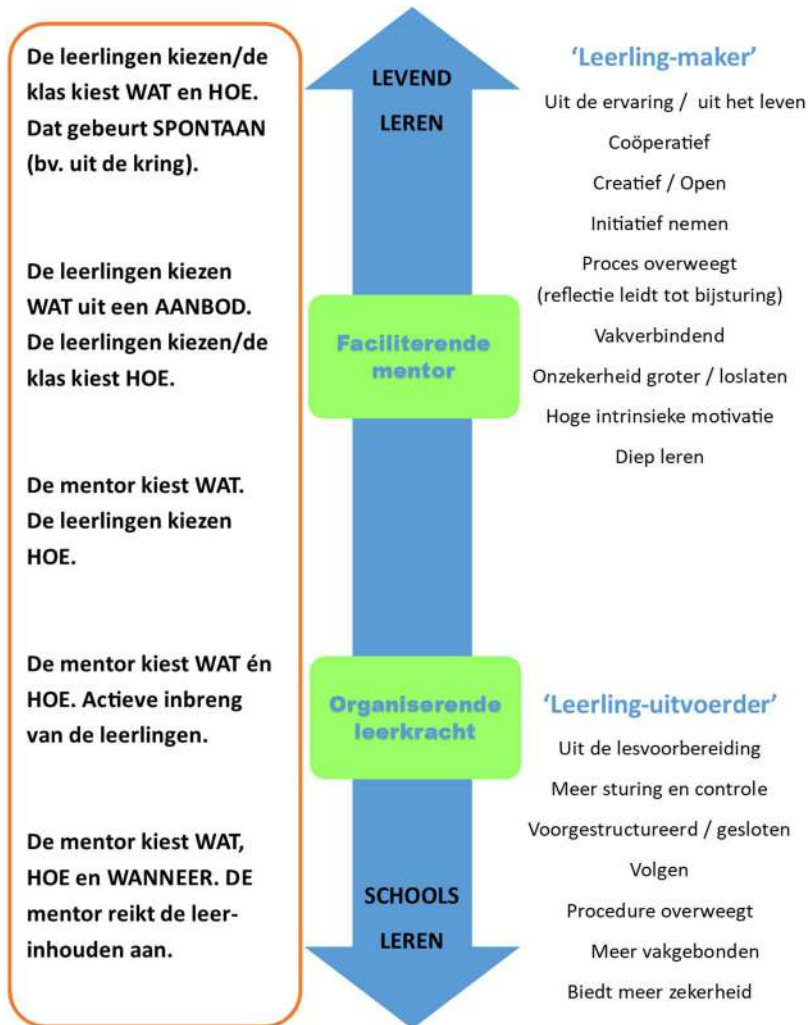 De leerlingen kiezen/de
klas kiest WAT en HOE.
Dat gebeurt SPONTAAN
(bv. uit de kring).
De leerlingen kiezen
WAT uit een AANBOD.
De leerlingen kiezen/de
klas kiest HOE.
De mentor kiest WAT.
De leerlingen kiezen
HOE.
De mentor kiest WAT én
HOE. Actieve inbreng
van de leerlingen.
De mentor kiest WAT,
HOE en WANNEER. DE
mentor reikt de leer-
inhouden aan.
LEVEND
LEREN
Faciliterende
mentor
Organiserende
leerkracht
SCHOOLS
LEREN
‘Leerling-maker’
Uit de ervaring / uit het leven
Coöperatief
Creatief / Open
Initiatief nemen
Proces overweegt
(reflectie leidt tot bijsturing)
Vakverbindend
Onzekerheid groter / loslaten
Hoge intrinsieke motivatie
Diep leren
‘Leerling-uitvoerder’
Uit de lesvoorbereiding
Meer sturing en controle
Voorgestructureerd / gesloten
Volgen
Procedure overweegt
Meer vakgebonden
Biedt meer zekerheid